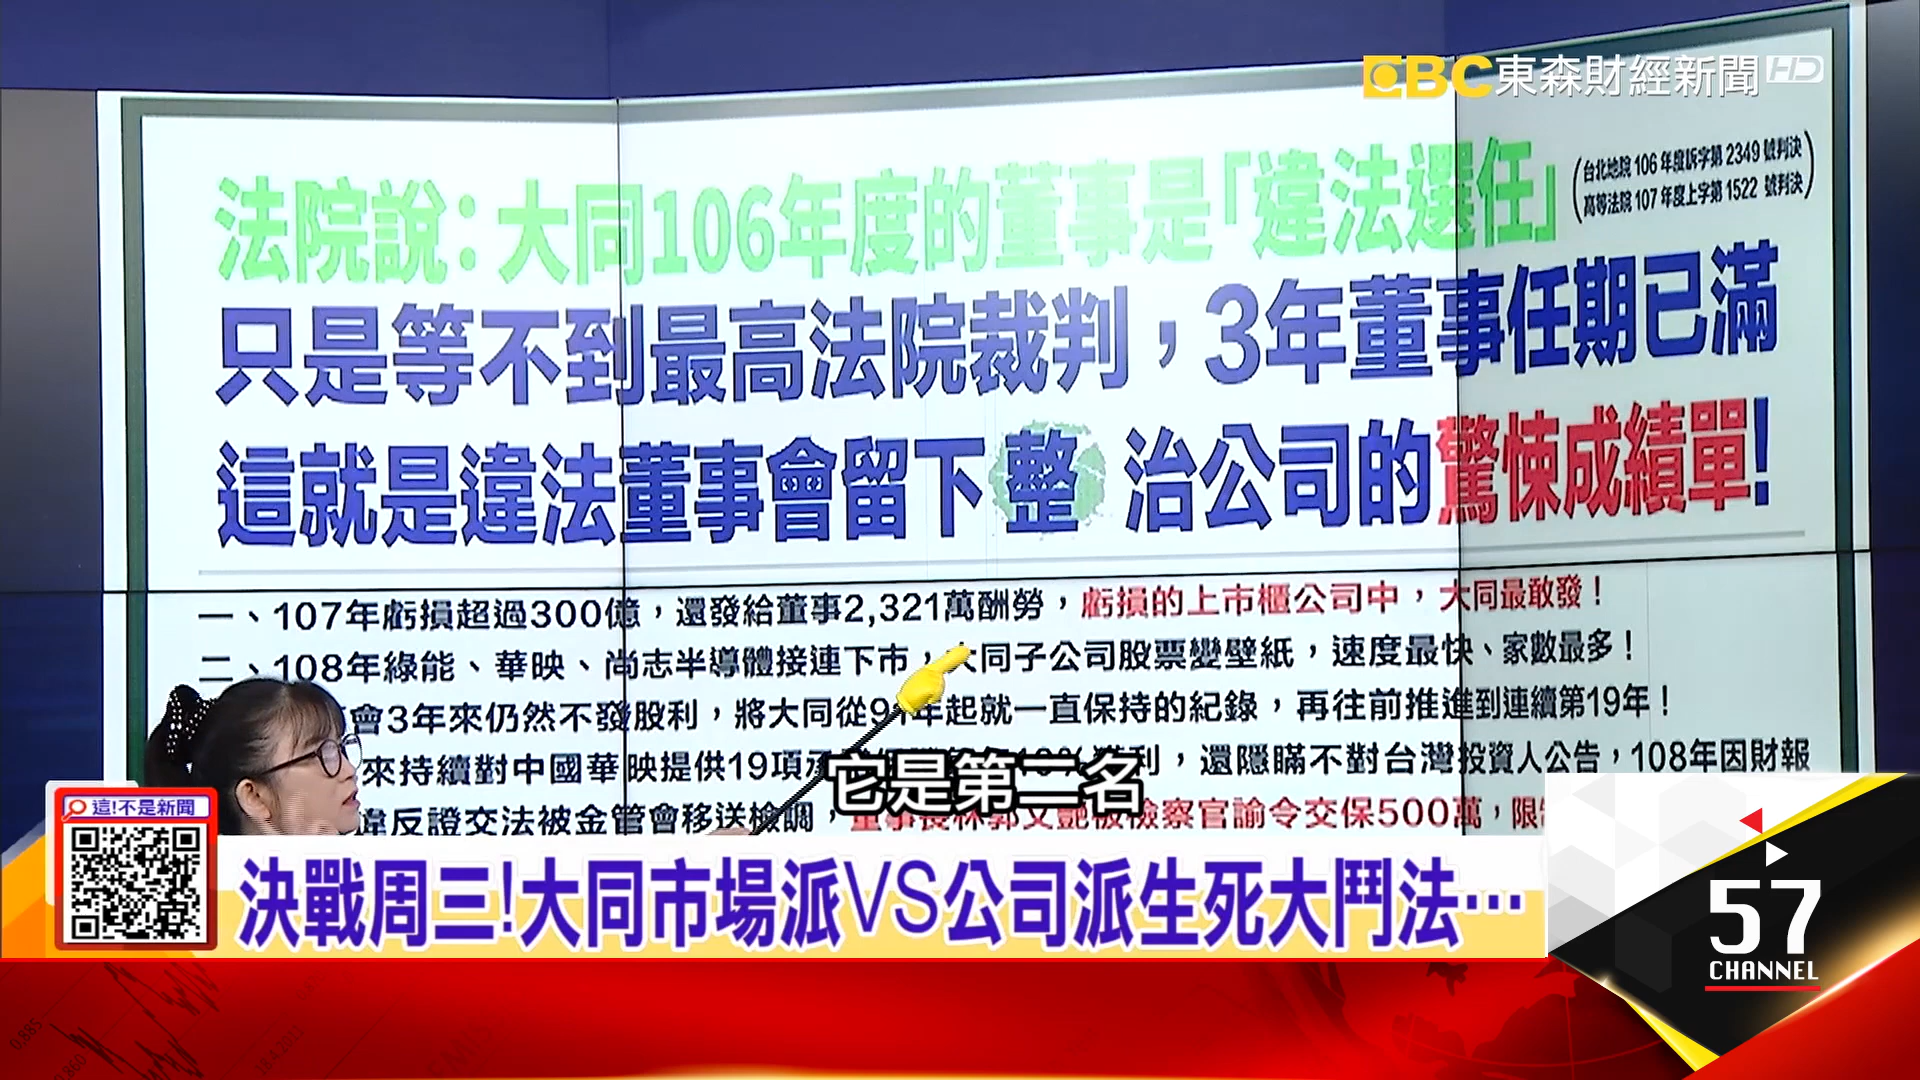 EBC東森財經新聞HD
法院說：大同106年度的董事是「違法選任」
(台北地院 106 年度訴字第 2349 號判決
高等法院 107 年度上字第 1522 號判決)
只是等不到最高法院裁判，3年董事任期已滿
這就是違法董事會留下整 治公司的驚悚成績單!
一、107年虧損超過300億，還發給董事2,321萬酬勞，虧損的上市櫃公司中，大同最敢發！
二、108年綠能、華映、尚志半導體接連下市，大同子公司股票變壁紙，速度最快、家數最多！
會3年來仍然不發股利，將大同從91年起就一直保持的紀錄，再往前推進到連續第19年！
來持續對中國華映提供19項 利，還隱瞞不對台灣投資人公告，108年因財報
違反證交法被金管會移送檢調，董事長林郭文艷被檢察官諭令交保500萬，限
它是第二名
這!不是新聞
決戰周三!大同市場派VS公司派生死大鬥法…
57
CHANNEL